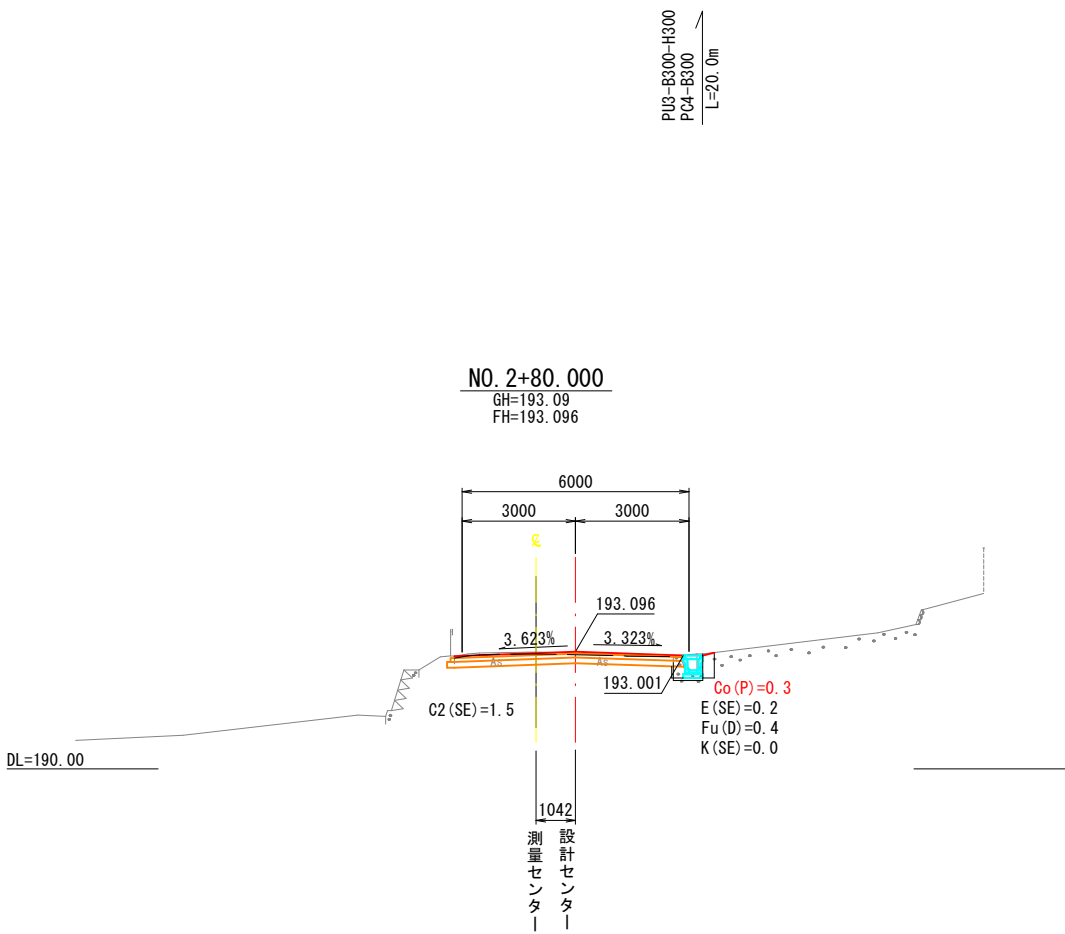 PU3-B300-H300
PC4-B300
L=20.0m
NO.2+80.000
GH=193.09
FH=193.096
6000
3000
3000
℄
193.096
3.623%
3.323%
As
As
193.001
Co(P)=0.3
C2(SE)=1.5
E(SE)=0.2
Fu(D)=0.4
K(SE)=0.0
DL=190.00
1042
測量センター
設計センター